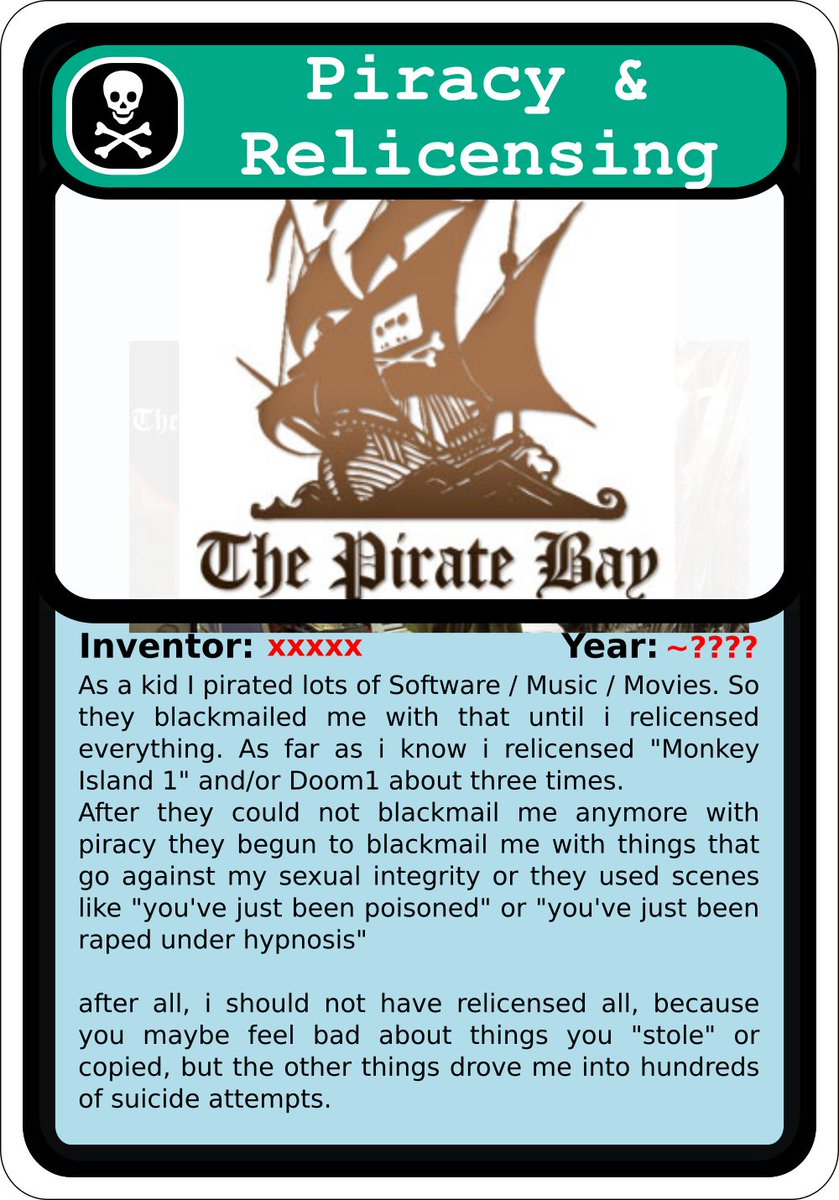 Piracy &
Relicensing
The
The Pirate Bay
Inventor: xxxxx Year: ~????
As a kid I pirated lots of Software / Music / Movies. So
they blackmailed me with that until i relicensed
everything. As far as i know i relicensed "Monkey
Island 1" and/or Doom1 about three times.
After they could not blackmail me anymore with
piracy they begun to blackmail me with things that
go against my sexual integrity or they used scenes
like "you've just been poisoned" or "you've just been
raped under hypnosis"
after all, i should not have relicensed all, because
you maybe feel bad about things you "stole" or
copied, but the other things drove me into hundreds
of suicide attempts.